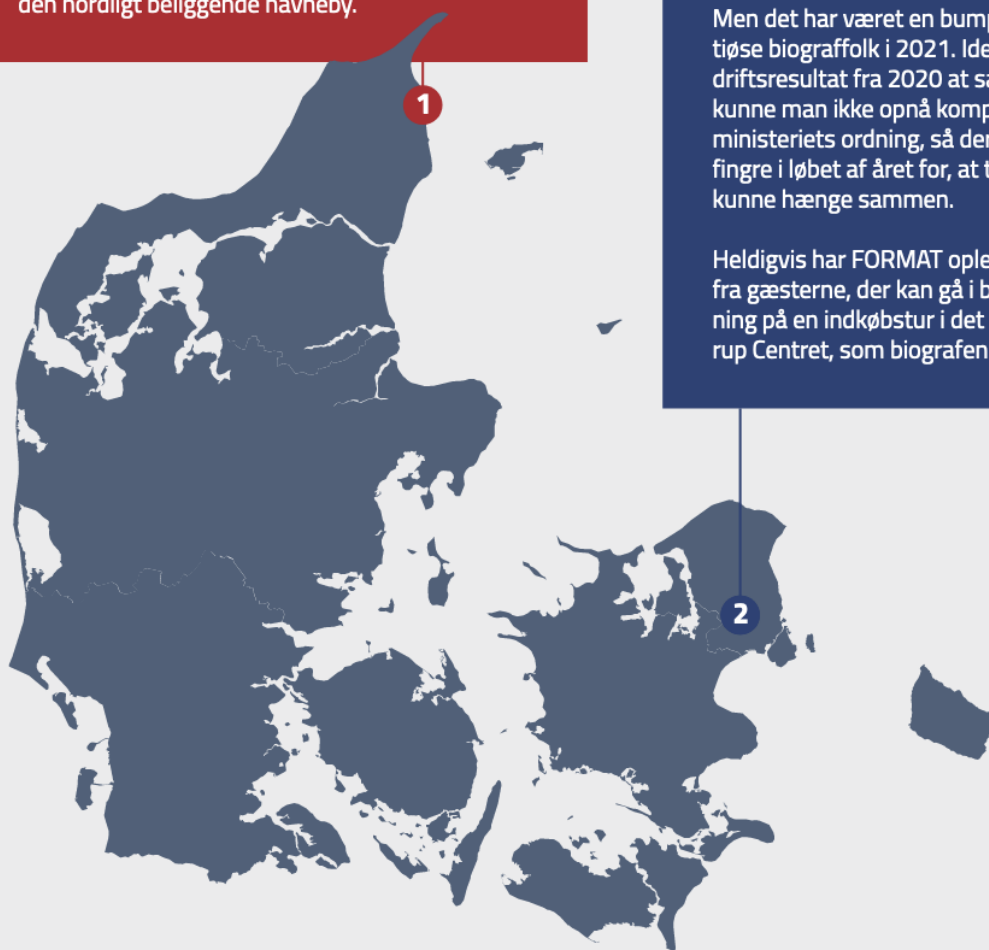 den nordligt beliggende havneby.
1
Men det har været en bump
tiøse biograffolk i 2021. Ide
driftsresultat fra 2020 at sa
kunne man ikke opnå komp
ministeriets ordning, så der
fingre i løbet af året for, at t
kunne hænge sammen.
Heldigvis har FORMAT ople
fra gæsterne, der kan gå i b
ning på en indkøbstur i det
rup Centret, som biografen
2